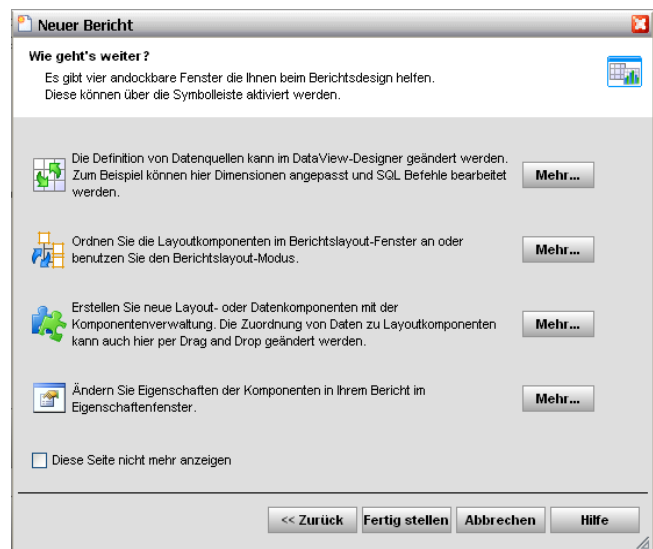 Neuer Bericht
Wie geht's weiter?
Es gibt vier andockbare Fenster die Ihnen beim Berichtsdesign helfen.
Diese können über die Symbolleiste aktiviert werden.
Die Definition von Datenquellen kann im DataView-Designer geändert werden.
Zum Beispiel können hier Dimensionen angepasst und SQL Befehle bearbeitet
werden.
Mehr...
Ordnen Sie die Layoutkomponenten im Berichtslayout-Fenster an oder
benutzen Sie den Berichtslayout-Modus.
Mehr...
Erstellen Sie neue Layout- oder Datenkomponenten mit der
Komponentenverwaltung. Die Zuordnung von Daten zu Layoutkomponenten
kann auch hier per Drag and Drop geändert werden.
Mehr...
Ändern Sie Eigenschaften der Komponenten in Ihrem Bericht im
Eigenschaftenfenster.
Mehr...
Diese Seite nicht mehr anzeigen
<< Zurück Fertig stellen Abbrechen Hilfe